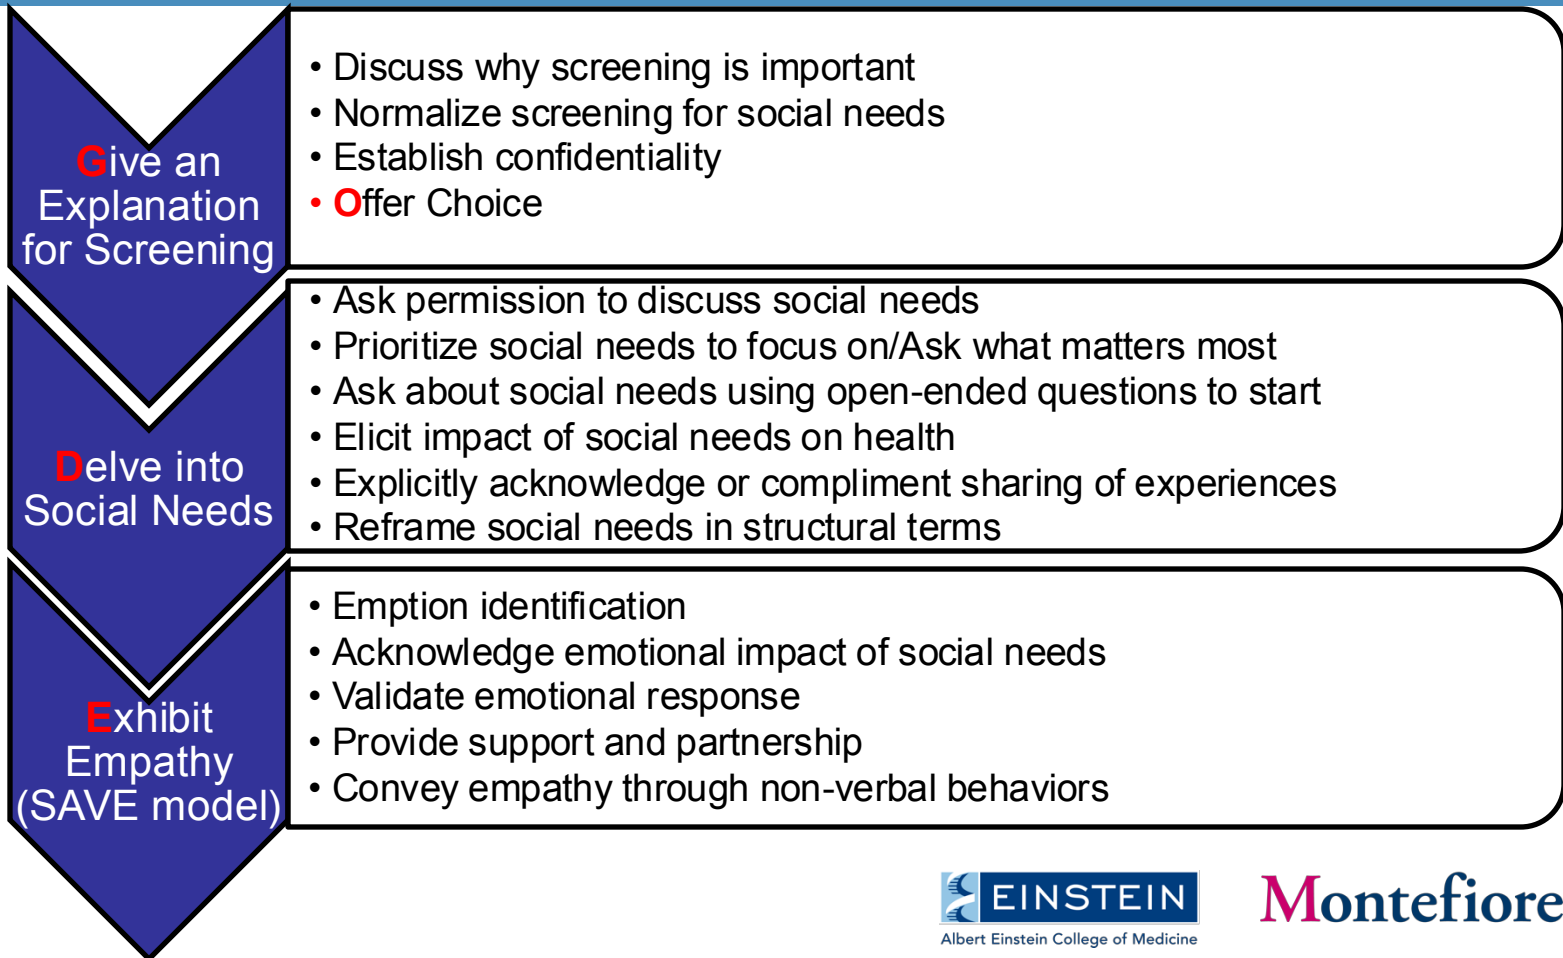 Give an
Explanation
for Screening
• Discuss why screening is important
• Normalize screening for social needs
• Establish confidentiality
• Offer Choice
Delve into
Social Needs
• Ask permission to discuss social needs
• Prioritize social needs to focus on/Ask what matters most
• Ask about social needs using open-ended questions to start
• Elicit impact of social needs on health
• Explicitly acknowledge or compliment sharing of experiences
• Reframe social needs in structural terms
Exhibit
Empathy
(SAVE model)
• Emption identification
• Acknowledge emotional impact of social needs
• Validate emotional response
• Provide support and partnership
• Convey empathy through non-verbal behaviors
EINSTEIN
Albert Einstein College of Medicine
Montefiore